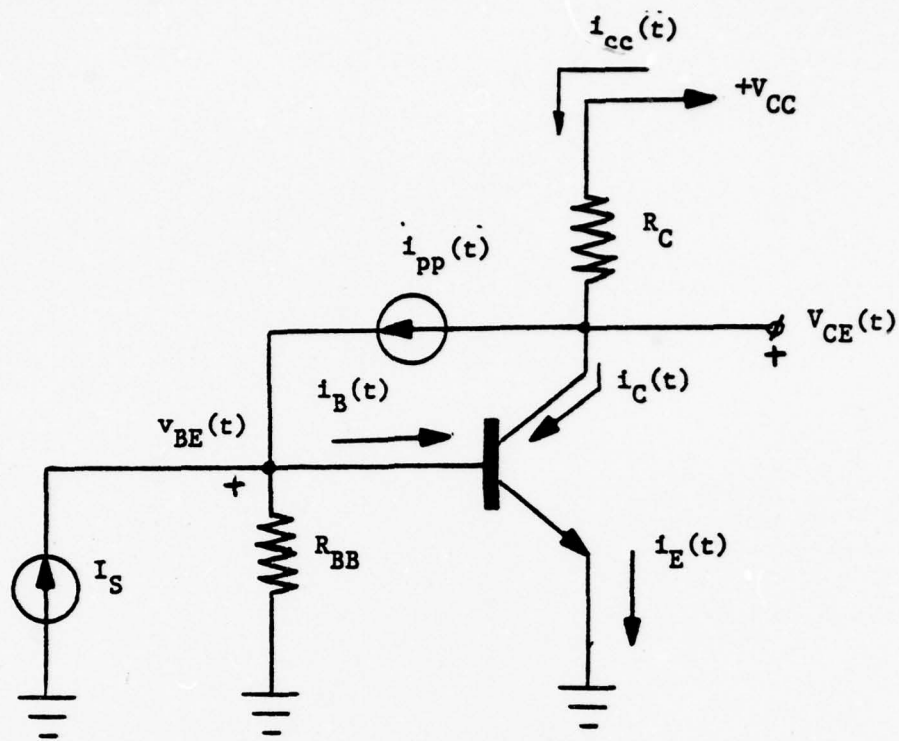 i_cc(t)
+V_CC
R_C
i_pp(t)
V_CE(t)
+
i_B(t)
i_C(t)
v_BE(t)
+
R_BB
I_S
i_E(t)